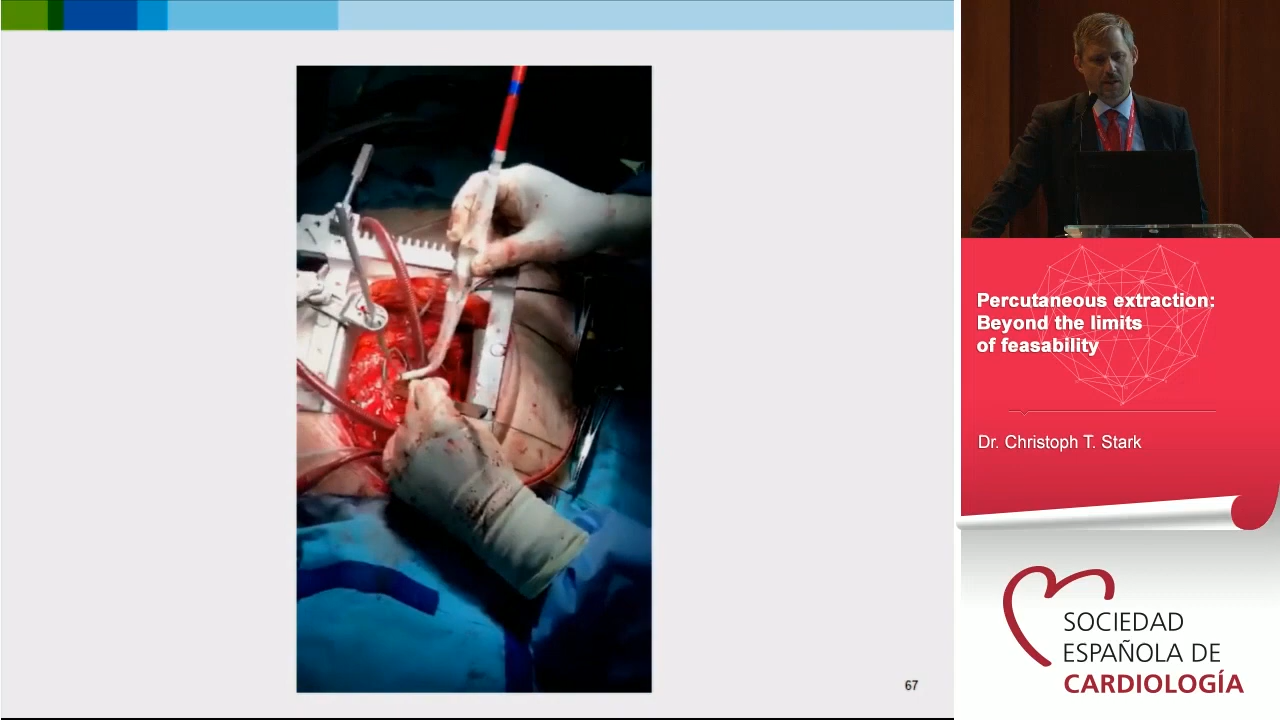 67
Percutaneous extraction:
Beyond the limits
of feasability
Dr. Christoph T. Stark
SOCIEDAD
ESPAÑOLA DE
CARDIOLOGÍA